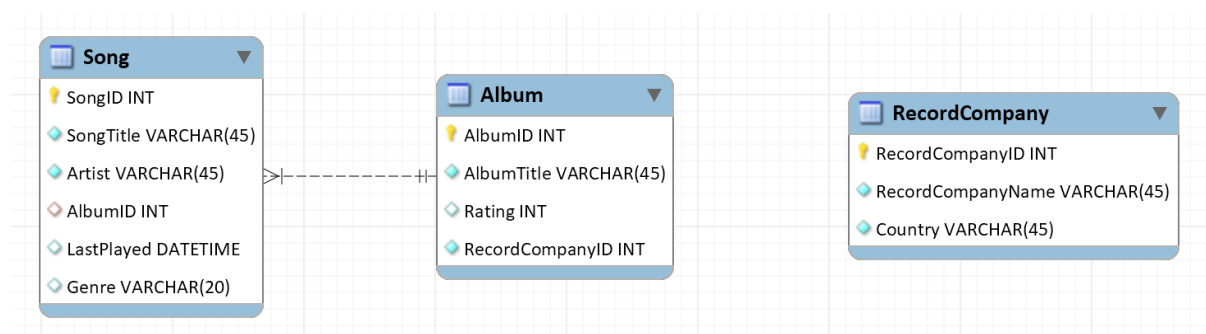 Song
SongID INT
SongTitle VARCHAR(45)
Artist VARCHAR(45)
AlbumID INT
LastPlayed DATETIME
Genre VARCHAR(20)
Album
AlbumID INT
AlbumTitle VARCHAR(45)
Rating INT
RecordCompanyID INT
RecordCompany
RecordCompanyID INT
RecordCompanyName VARCHAR(45)
Country VARCHAR(45)